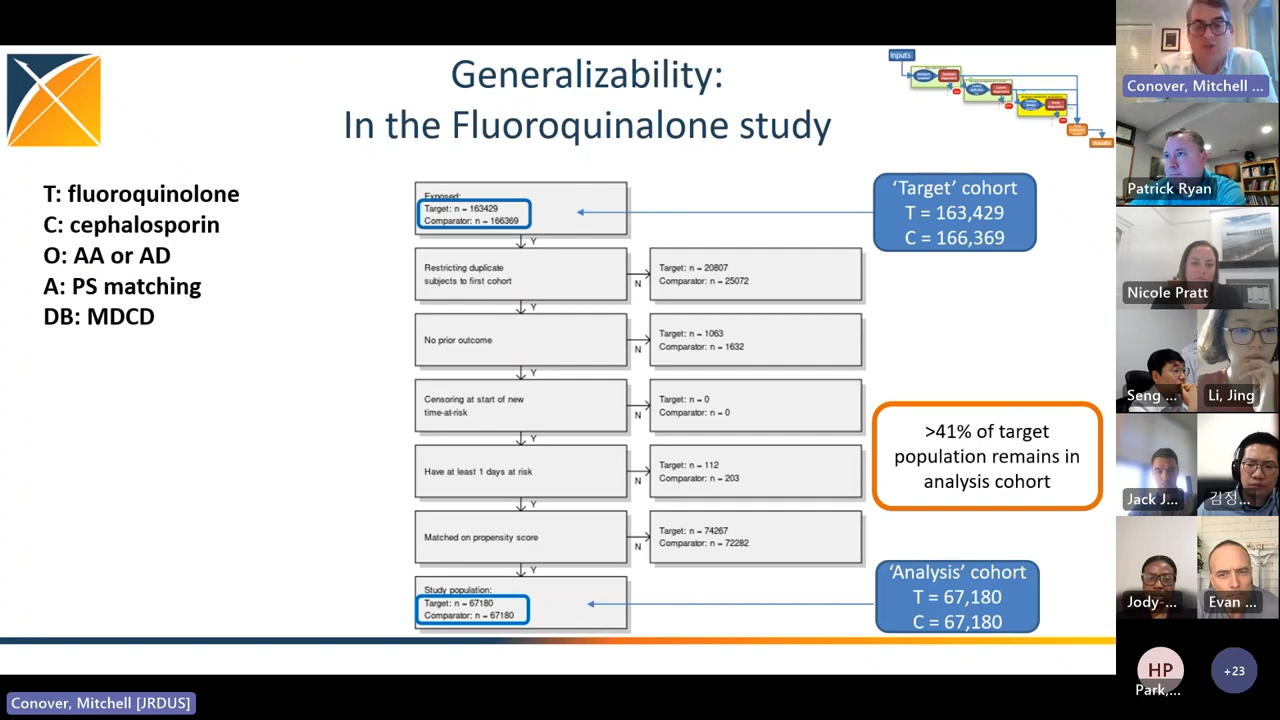 Generalizability:
In the Fluoroquinalone study
Inputs
Results
T: fluoroquinolone
C: cephalosporin
O: AA or AD
A: PS matching
DB: MDCD
Exposed:
Target: n = 163429
Comparator: n = 166369
Y
Restricting duplicate
subjects to first cohort
N
Target: n = 20807
Comparator: n = 25072
Y
No prior outcome
N
Target: n = 1063
Comparator: n = 1632
Y
Censoring at start of new
time-at-risk
N
Target: n = 0
Comparator: n = 0
Y
Have at least 1 days at risk
N
Target: n = 112
Comparator: n = 203
Y
Matched on propensity score
N
Target: n = 74267
Comparator: n = 72282
Y
Study population:
Target: n = 67180
Comparator: n = 67180
'Target' cohort
T = 163,429
C = 166,369
>41% of target
population remains in
analysis cohort
'Analysis' cohort
T = 67,180
C = 67,180
Conover, Mitchell ...
Patrick Ryan
Nicole Pratt
Seng ...
Li, Jing
Jack J...
김정...
Jody-...
Evan ...
HP
Park,...
+23
Conover, Mitchell [JRDUS]